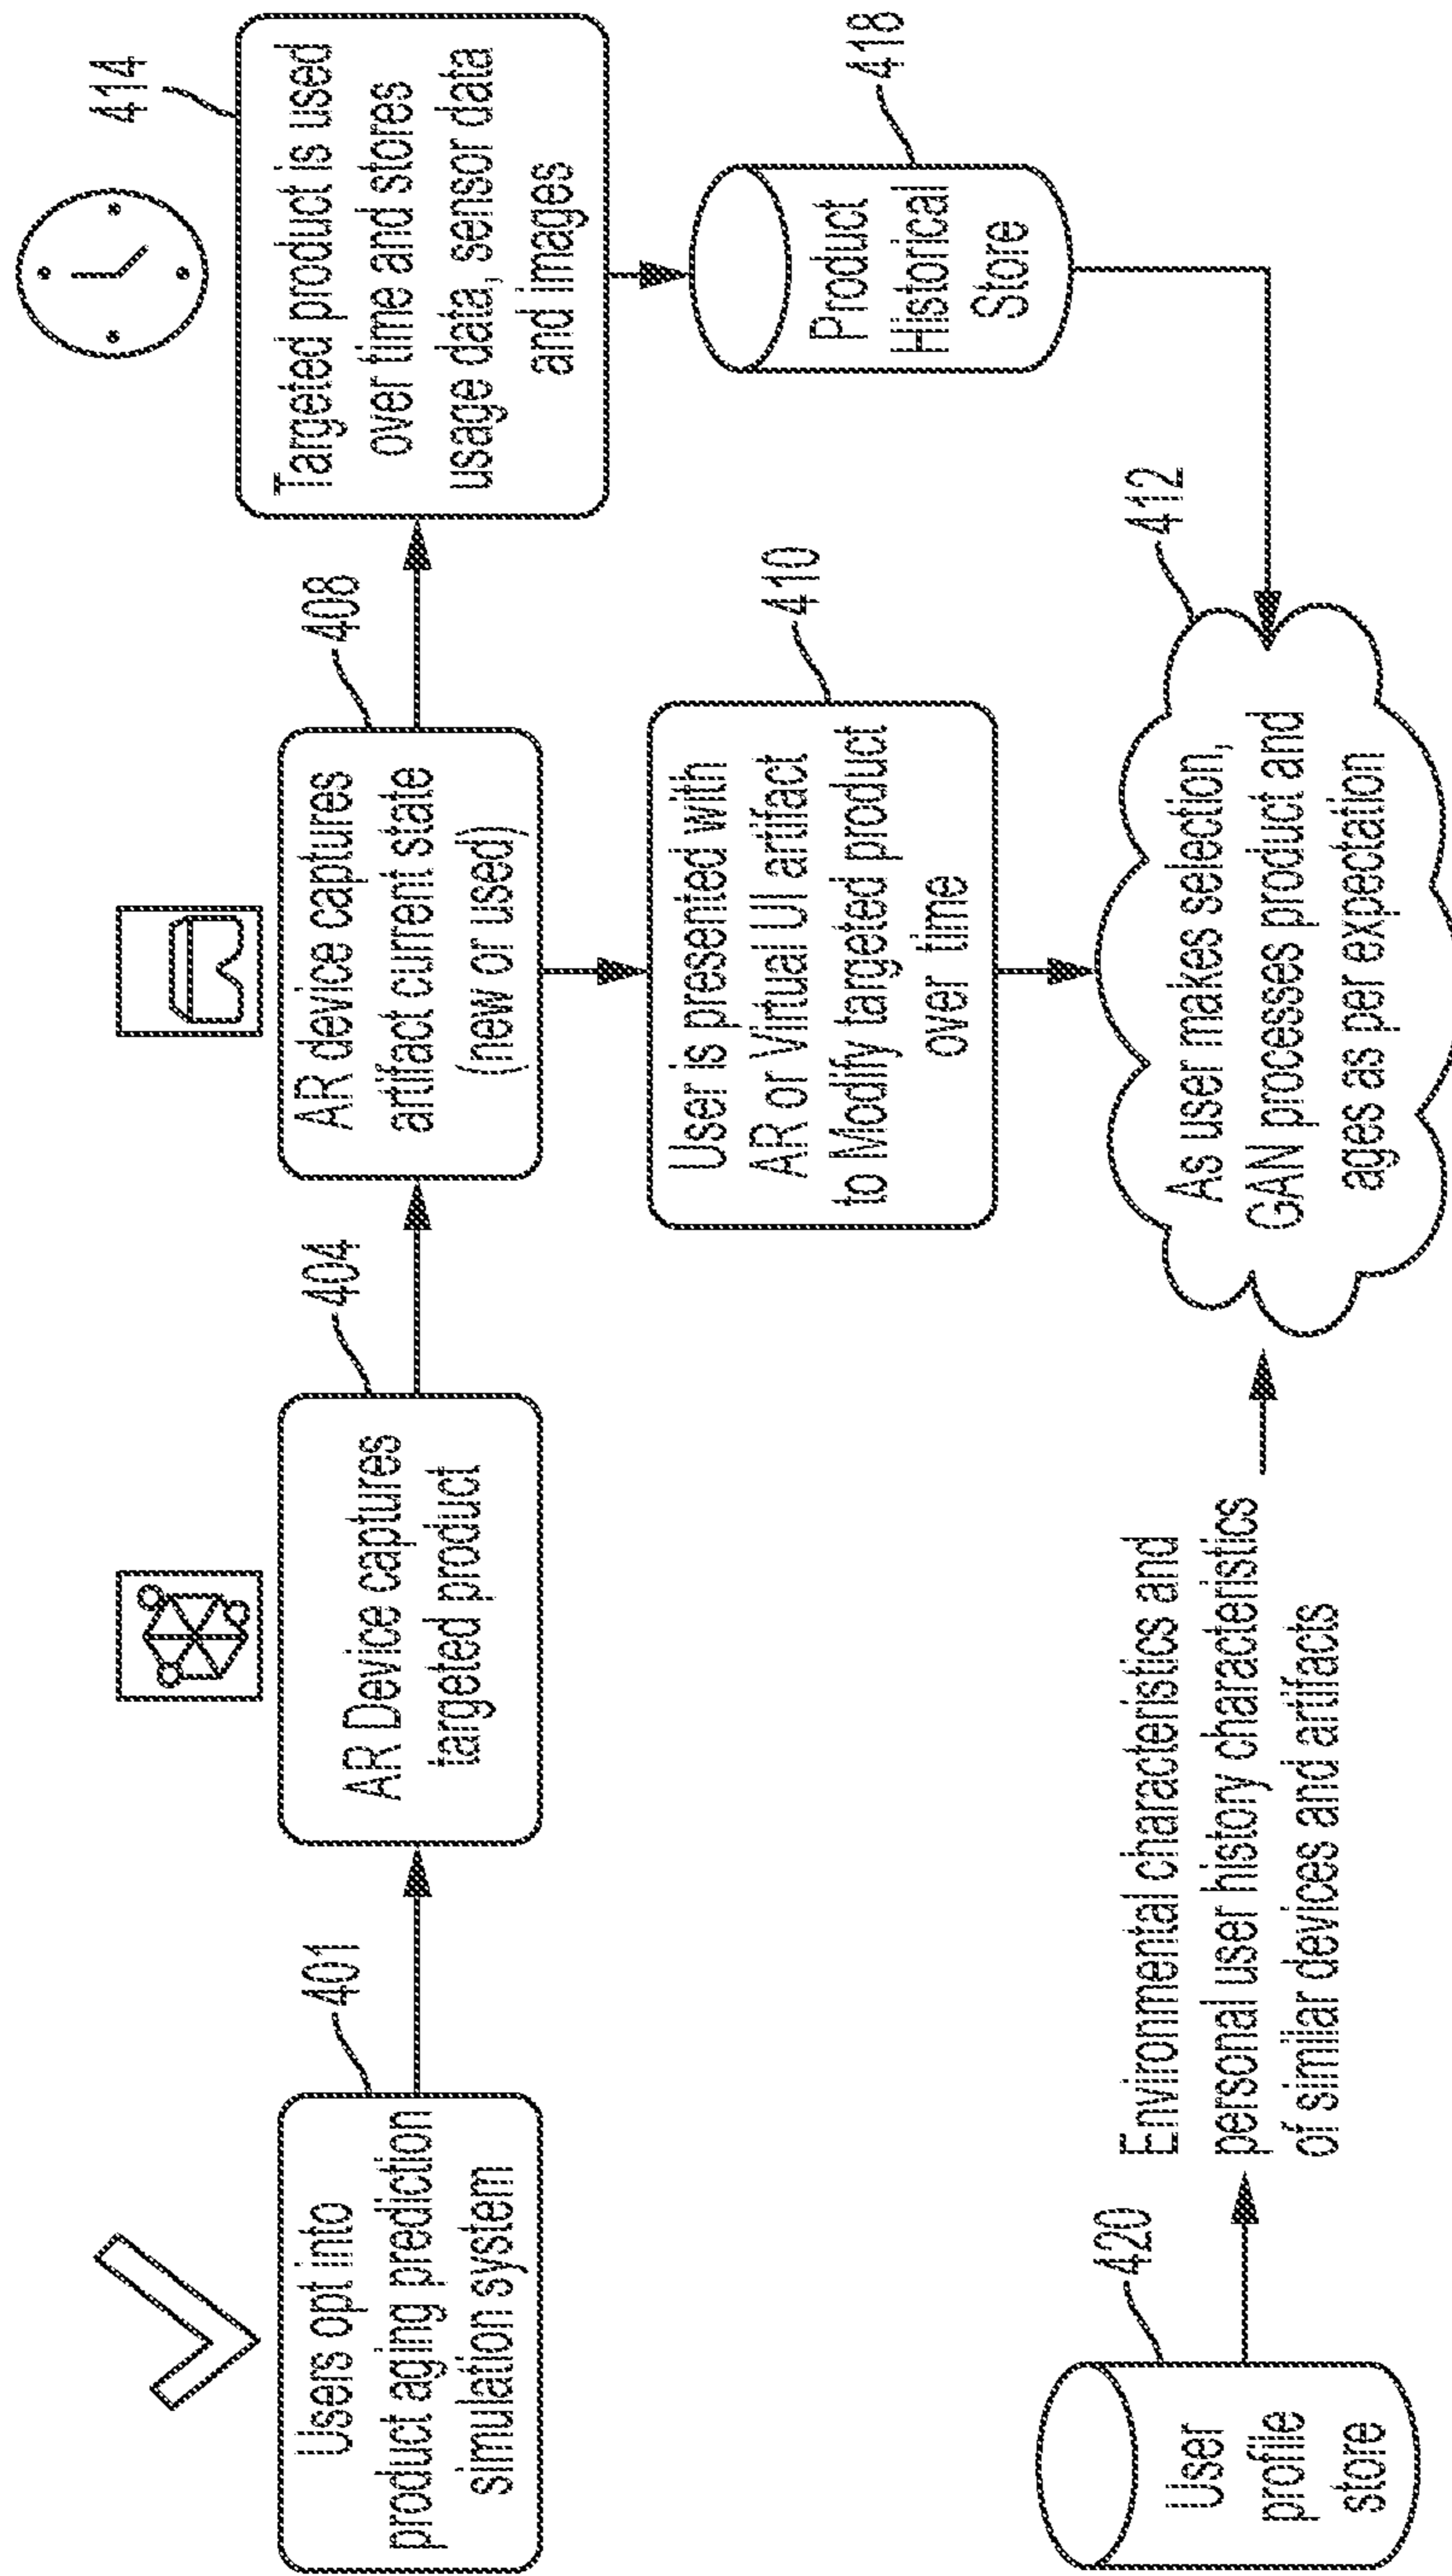 Users opt into
product aging prediction
simulation system
401
AR Device captures
targeted product
404
AR device captures
artifact current state
(new or used)
408
Targeted product is used
over time and stores
usage data, sensor data
and images
414
User is presented with
AR or Virtual UI artifact
to Modify targeted product
over time
410
Product
Historical
Store
418
User
profile
store
420
Environmental characteristics and
personal user history characteristics
of similar devices and artifacts
As user makes selection,
GAN processes product and
ages as per expectation
412